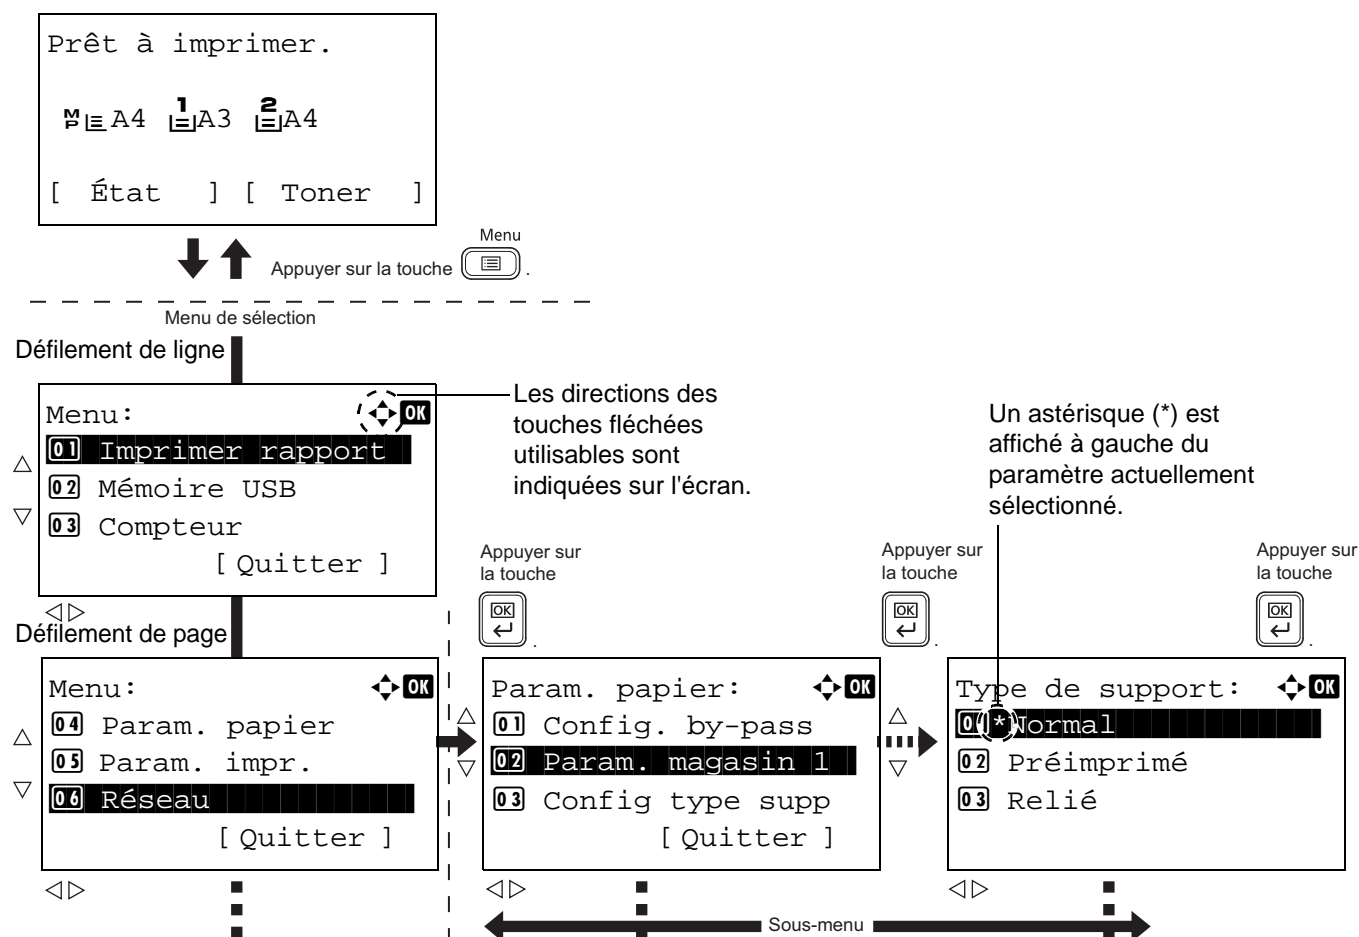 Prêt à imprimer.
MP A4 1 A3 2 A4
[ État ] [ Toner ]
Menu
Appuyer sur la touche .
Menu de sélection
Défilement de ligne
Menu: OK
01 Imprimer rapport
02 Mémoire USB
03 Compteur
[ Quitter ]
Les directions des
touches fléchées
utilisables sont
indiquées sur l'écran.
Un astérisque (*) est
affiché à gauche du
paramètre actuellement
sélectionné.
Appuyer sur
la touche
OK
.
Appuyer sur
la touche
OK
.
Appuyer sur
la touche
OK
.
Défilement de page
Menu: OK
04 Param. papier
05 Param. impr.
06 Réseau
[ Quitter ]
Param. papier: OK
01 Config. by-pass
02 Param. magasin 1
03 Config type supp
[ Quitter ]
Type de support: OK
01 *Normal
02 Préimprimé
03 Relié
Sous-menu